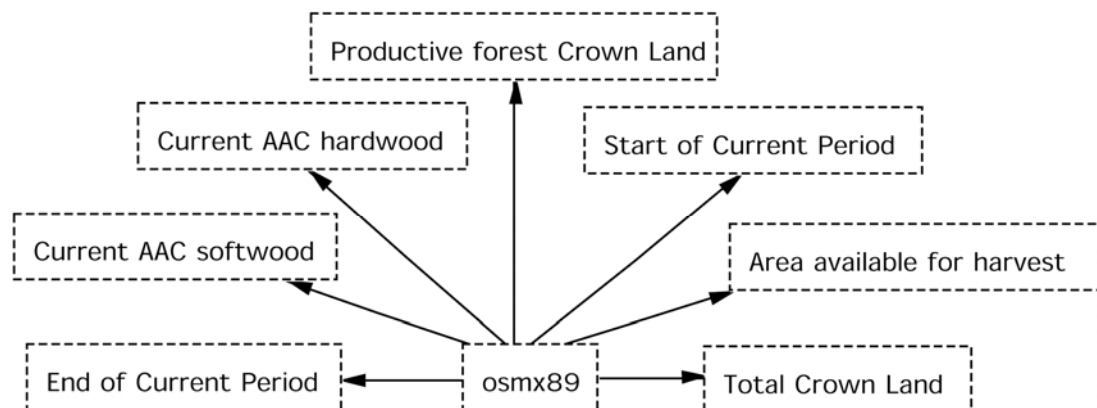 Productive forest Crown Land
Current AAC hardwood
Start of Current Period
Current AAC softwood
Area available for harvest
End of Current Period
osmx89
Total Crown Land